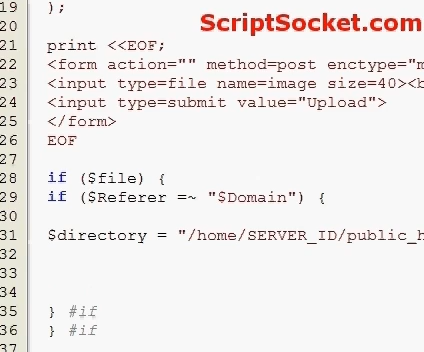 19 );
20 ScriptSocket.com
21 print <<EOF;
22 <form action="" method=post enctype="m
23 <input type=file name=image size=40><b
24 <input type=submit value="Upload">
25 </form>
26 EOF
27
28 if ($file) {
29 if ($Referer =~ "$Domain") {
30
31 $directory = "/home/SERVER_ID/public_h
32
33
34
35 } #if
36 } #if
37